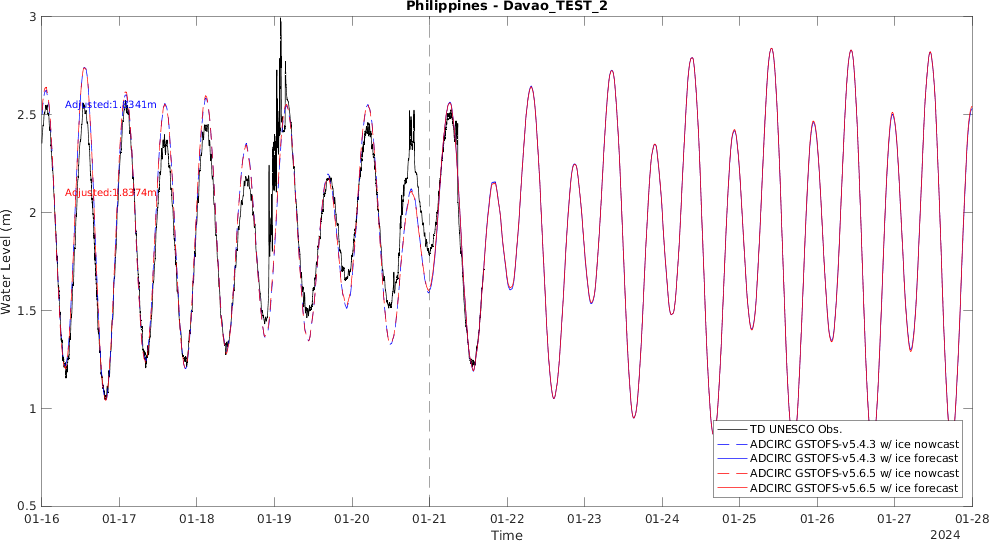 Philippines - Davao_TEST_2
3
2.5
2
1.5
1
0.5
Water Level (m)
Adjusted:1.8341m
Adjusted:1.8374m
TD UNESCO Obs.
ADCIRC GSTOFS-v5.4.3 w/ ice nowcast
ADCIRC GSTOFS-v5.4.3 w/ ice forecast
ADCIRC GSTOFS-v5.6.5 w/ ice nowcast
ADCIRC GSTOFS-v5.6.5 w/ ice forecast
01-16 01-17 01-18 01-19 01-20 01-21 01-22 01-23 01-24 01-25 01-26 01-27 01-28
Time
2024